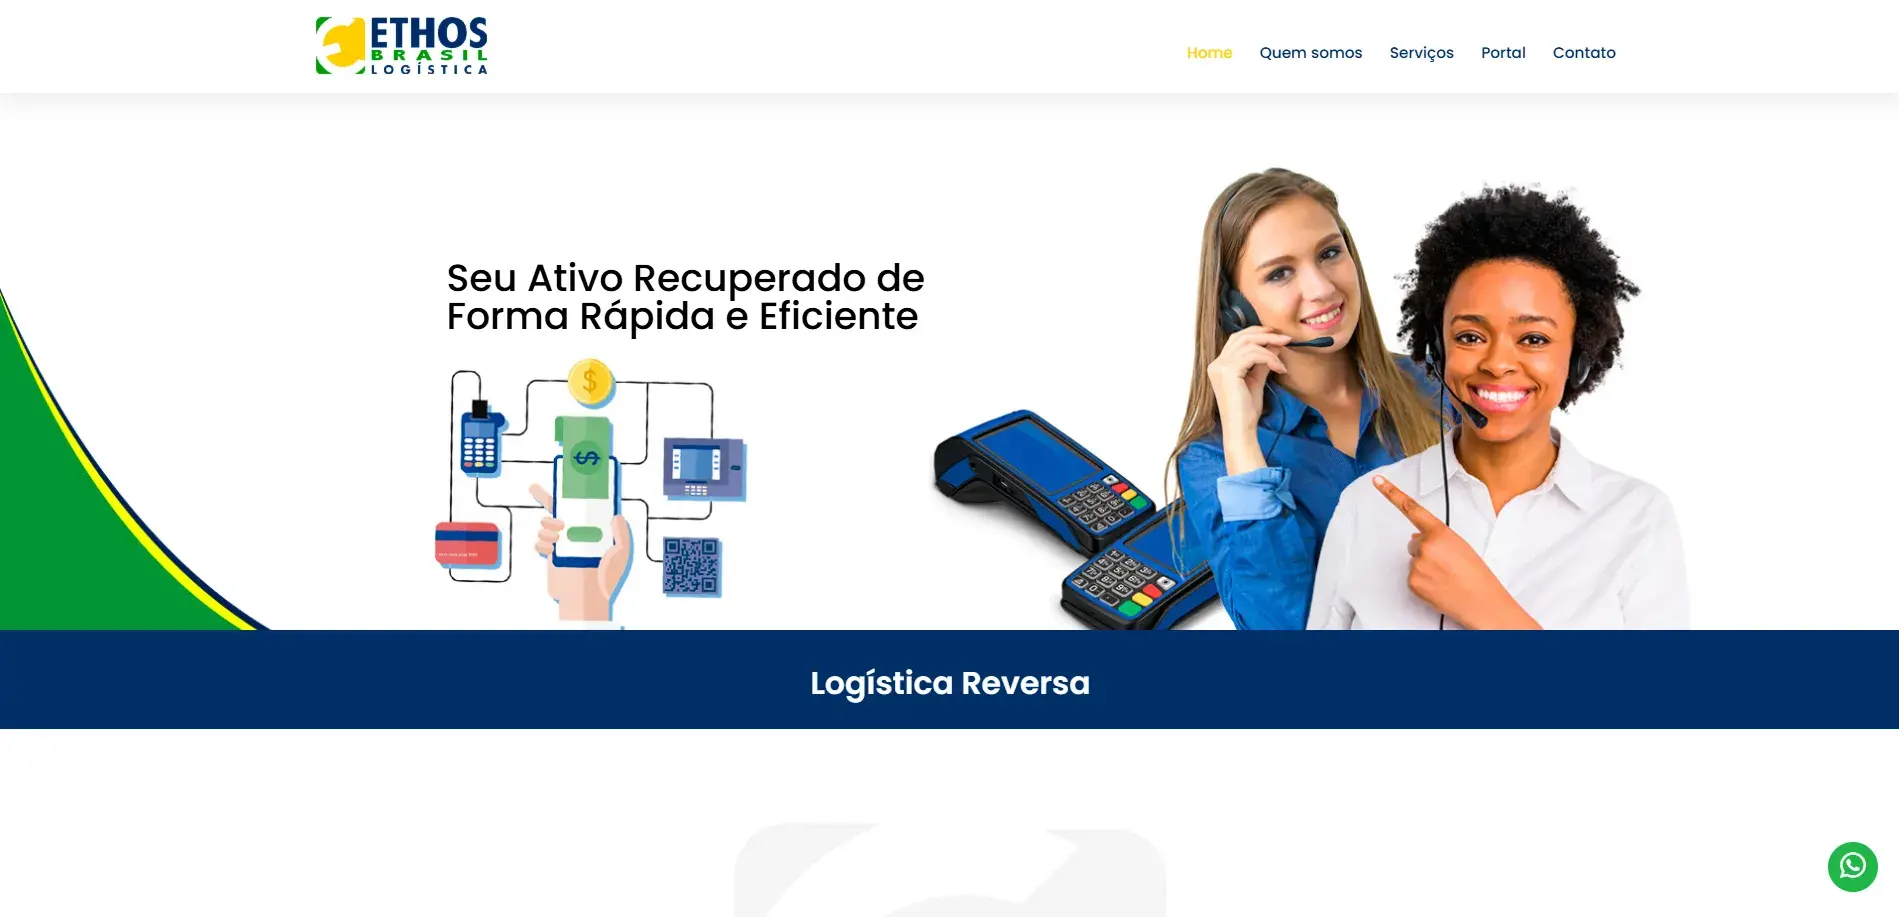 ETHOS
BRASIL
LOGÍSTICA
Home Quem somos Serviços Portal Contato
Seu Ativo Recuperado de
Forma Rápida e Eficiente
$
$
Logística Reversa